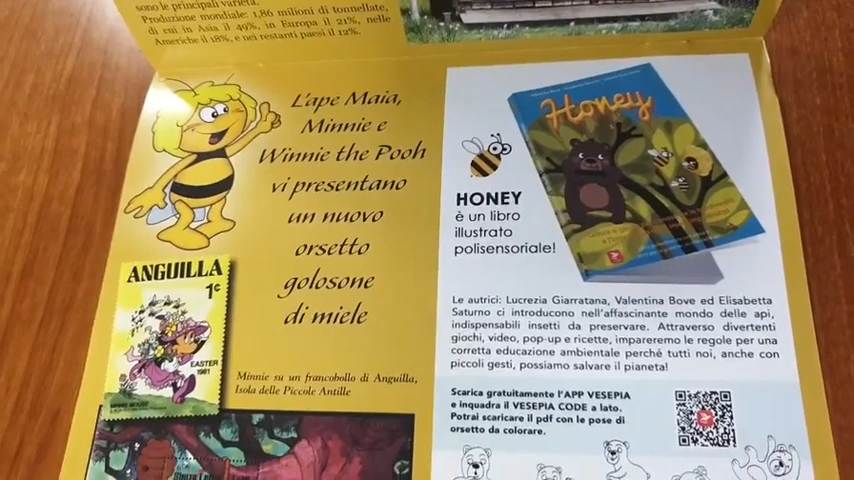 sono le principali varietà.
Produzione mondiale: 1,86 milioni di tonnellate,
di cui in Asia il 49%, in Europa il 21%, nelle
Americhe il 18%, e nei restanti paesi il 12%.
L'ape Maia,
Minnie e
Winnie the Pooh
vi presentano
un nuovo
orsetto
golosone
di miele
ANGUILLA
1¢
EASTER
1981
MINNIE MOUSE
Minnie su un francobollo di Anguilla,
Isola delle Piccole Antille
Honey
HONEY
è un libro
illustrato
polisensoriale!
Le autrici: Lucrezia Giarratana, Valentina Bove ed Elisabetta
Saturno ci introducono nell'affascinante mondo delle api,
indispensabili insetti da preservare. Attraverso divertenti
giochi, video, pop-up e ricette, impareremo le regole per una
corretta educazione ambientale perché tutti noi, anche con
piccoli gesti, possiamo salvare il pianeta!
Scarica gratuitamente l'APP VESEPIA
e inquadra il VESEPIA CODE a lato.
Potrai scaricare il pdf con le pose di
orsetto da colorare.